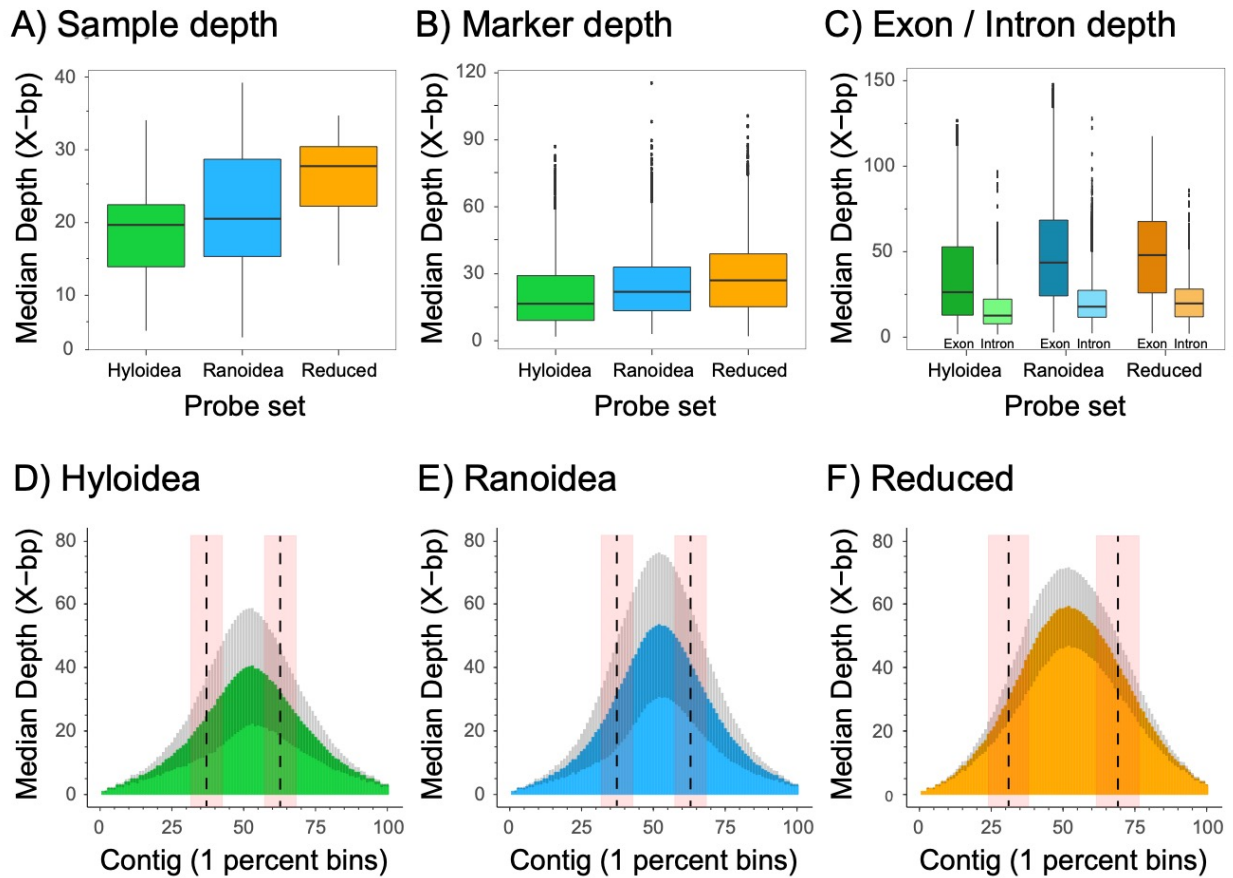 A) Sample depth
B) Marker depth
C) Exon / Intron depth
Median Depth (X−bp)
40
30
20
10
0
Hyloidea Ranoidea Reduced
Probe set
Median Depth (X−bp)
120
90
60
30
0
Hyloidea Ranoidea Reduced
Probe set
Median Depth (X−bp)
150
100
50
0
Exon Intron Exon Intron Exon Intron
Hyloidea Ranoidea Reduced
Probe set
D) Hyloidea
E) Ranoidea
F) Reduced
Median Depth (X−bp)
80
60
40
20
0
0 25 50 75 100
Contig (1 percent bins)
Median Depth (X−bp)
80
60
40
20
0
0 25 50 75 100
Contig (1 percent bins)
Median Depth (X−bp)
80
60
40
20
0
0 25 50 75 100
Contig (1 percent bins)